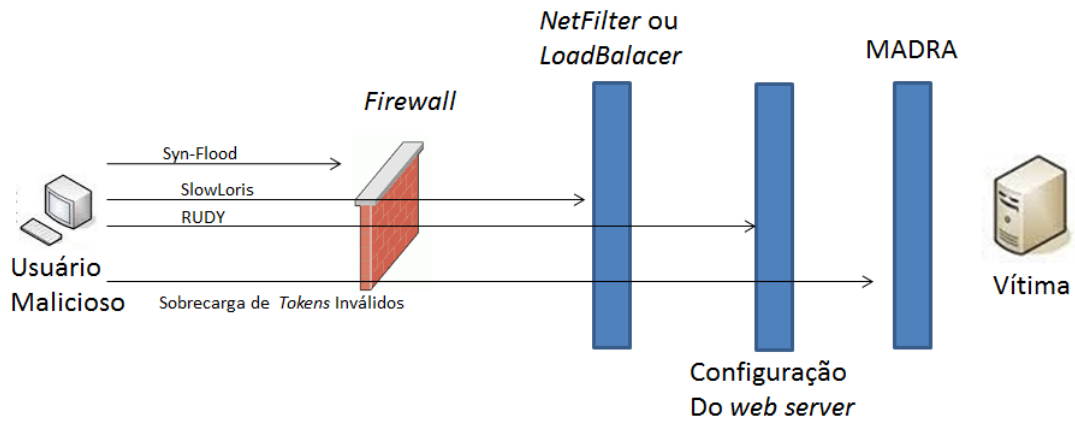 NetFilter ou
LoadBalacer
MADRA
Firewall
Syn-Flood
SlowLoris
RUDY
Usuário
Malicioso
Sobrecarga de Tokens Inválidos
Vítima
Configuração
Do web server